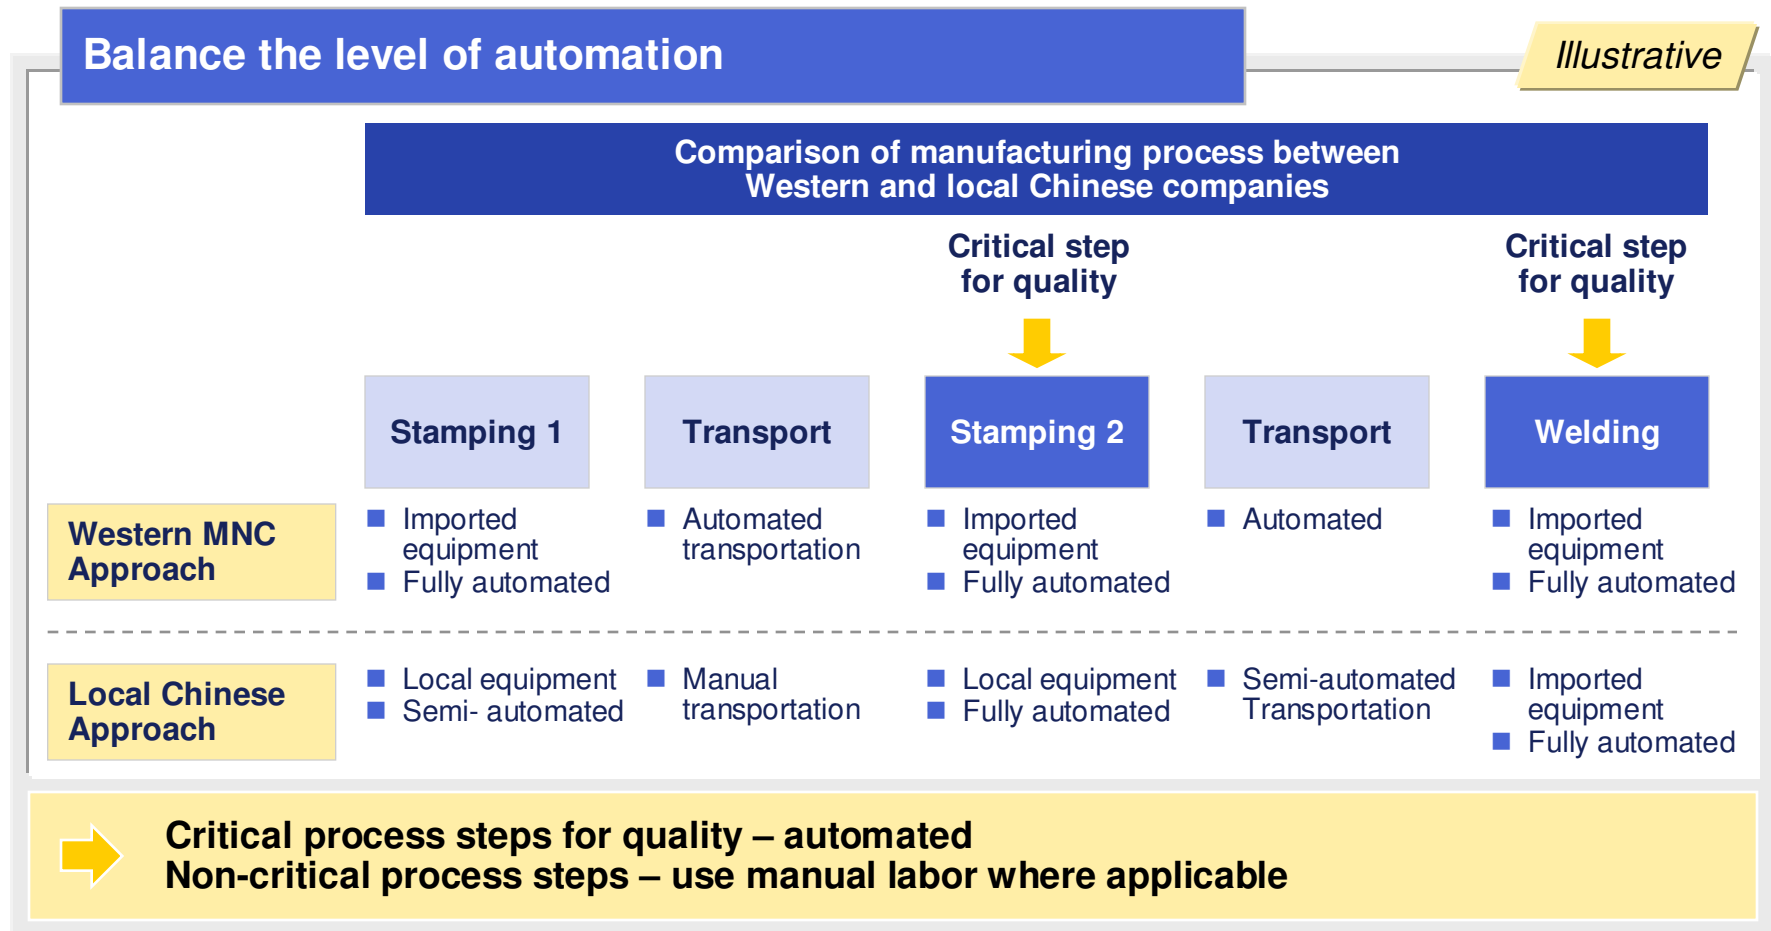 Balance the level of automation
Illustrative
Comparison of manufacturing process between
Western and local Chinese companies
Critical step
for quality
Critical step
for quality
Stamping 1
Transport
Stamping 2
Transport
Welding
Western MNC
Approach
Imported
equipment
Fully automated
Automated
transportation
Imported
equipment
Fully automated
Automated
Imported
equipment
Fully automated
Local Chinese
Approach
Local equipment
Semi- automated
Manual
transportation
Local equipment
Fully automated
Semi-automated
Transportation
Imported
equipment
Fully automated
Critical process steps for quality – automated
Non-critical process steps – use manual labor where applicable